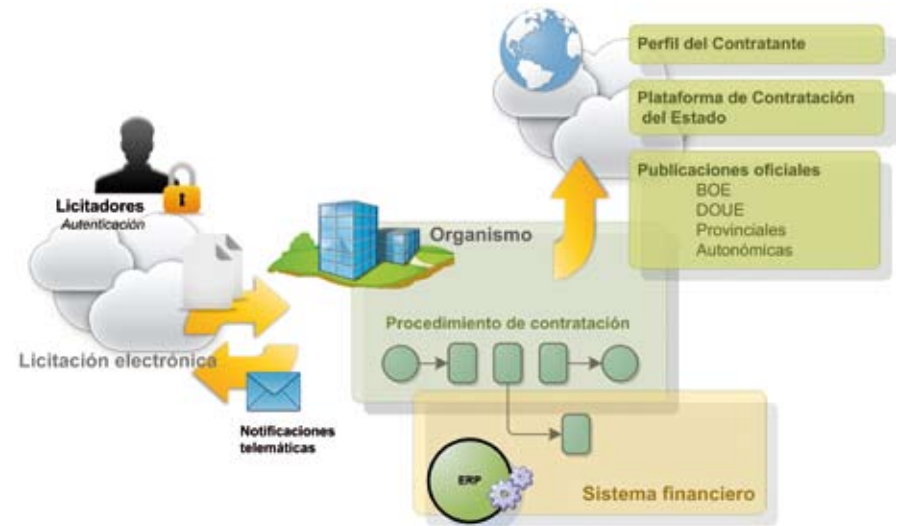 Perfil del Contratante
Plataforma de Contratación
del Estado
Publicaciones oficiales
BOE
DOUE
Provinciales
Autonómicas
Licitadores
Autenticación
Organismo
Procedimiento de contratación
Licitación electrónica
Notificaciones
telemáticas
ERP
Sistema financiero